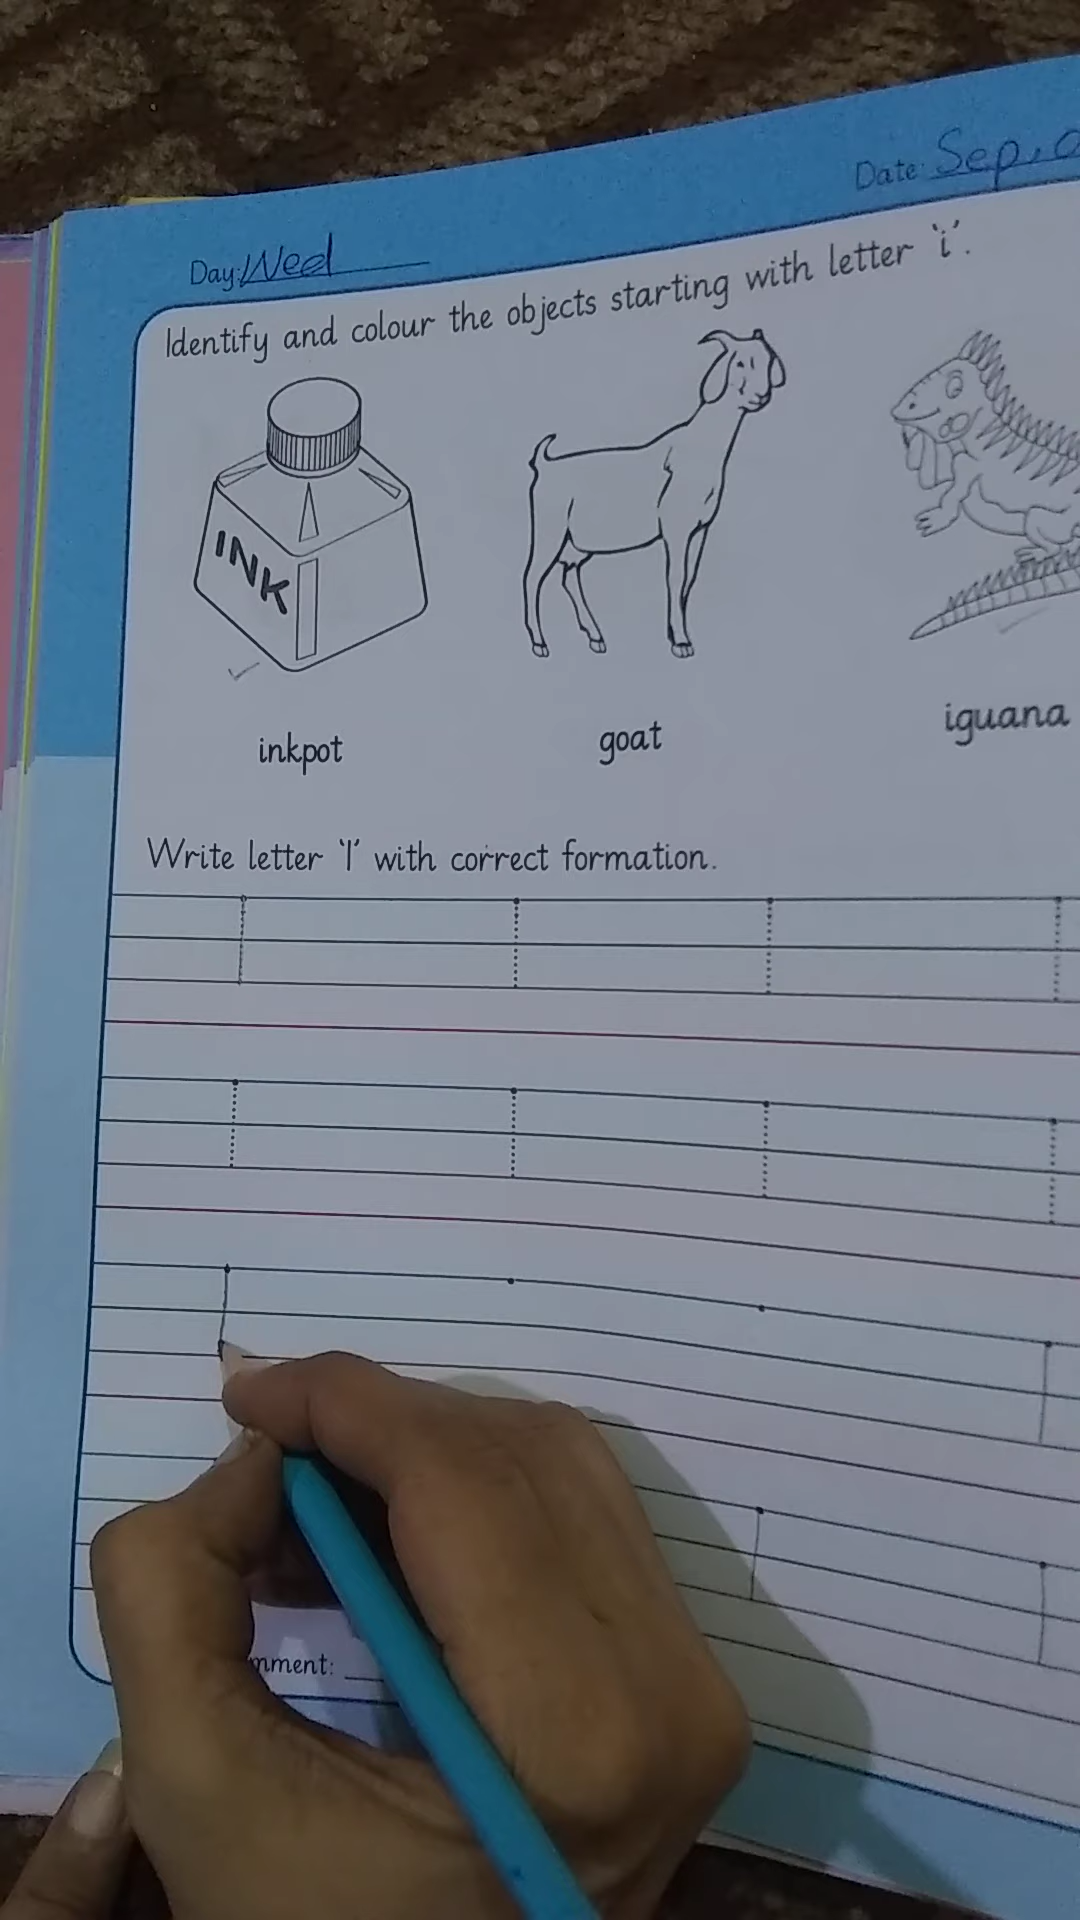 Date: Sep,
Day: Wed
Identify and colour the objects starting with letter 'i'.
INK
inkpot goat iguana
Write letter 'I' with correct formation.
mment: